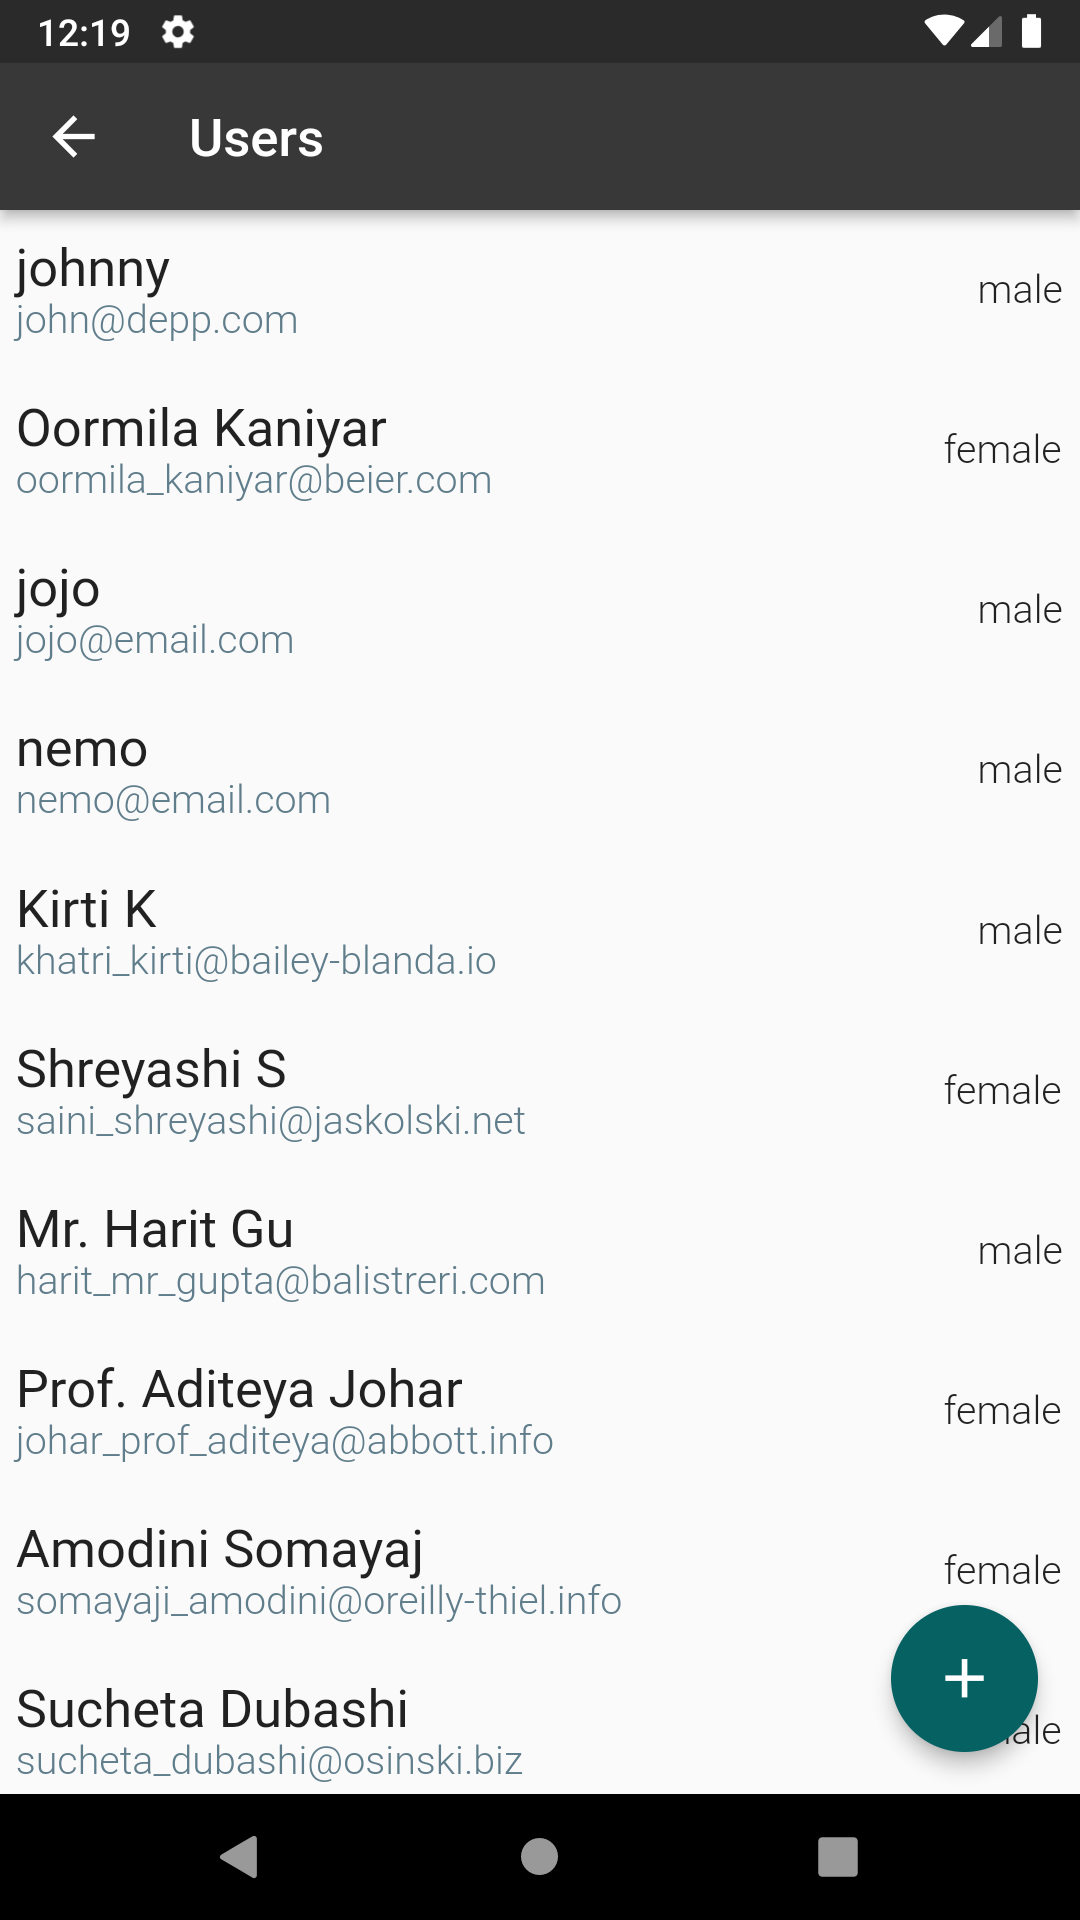 12:19
Users
johnny
male
john@depp.com
Oormila Kaniyar
female
oormila_kaniyar@beier.com
jojo
male
jojo@email.com
nemo
male
nemo@email.com
Kirti K
male
khatri_kirti@bailey-blanda.io
Shreyashi S
female
saini_shreyashi@jaskolski.net
Mr. Harit Gu
male
harit_mr_gupta@balistreri.com
Prof. Aditeya Johar
female
johar_prof_aditeya@abbott.info
Amodini Somayaj
female
somayaji_amodini@oreilly-thiel.info
Sucheta Dubashi
sucheta_dubashi@osinski.biz